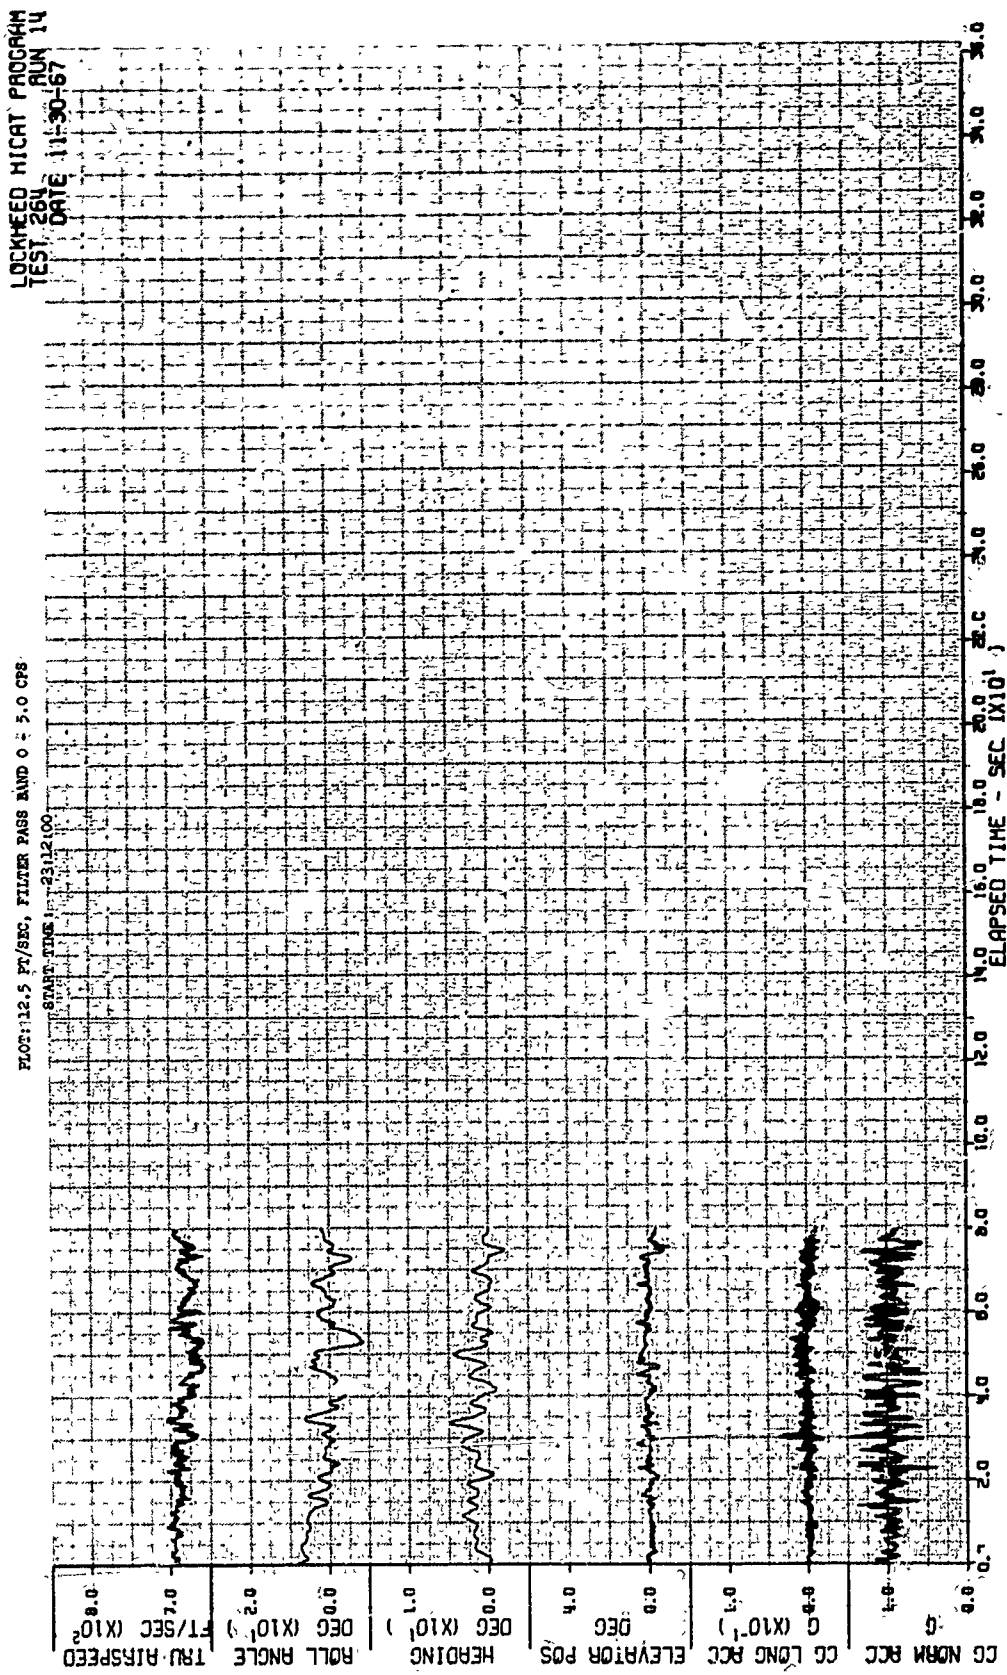 LOCKHEED HICAT PROGRAM
TEST 264 RUN 14
DATE 11-30-67
PLOT: 12.5 PT/SEC, FILTER PASS BAND 0 - 5.0 CPS
START TIME: 23:12:00
TRU AIRSPEED
FT/SEC (X10²)
8.0
7.0
ROLL ANGLE
DEG (X10¹)
2.0
0.0
HEADING
DEG (X10¹)
1.0
0.0
ELEVATOR POS
DEG
4.0
0.0
CG LONG ACC
G (X10⁻¹)
1.0
0.0
CG NORM ACC
G
1.0
0.0
2.0 4.0 6.0 8.0 10.0 12.0 14.0 16.0 18.0 20.0 22.0 24.0 26.0 28.0 30.0 32.0 34.0 36.0
ELAPSED TIME - SEC (X10¹)